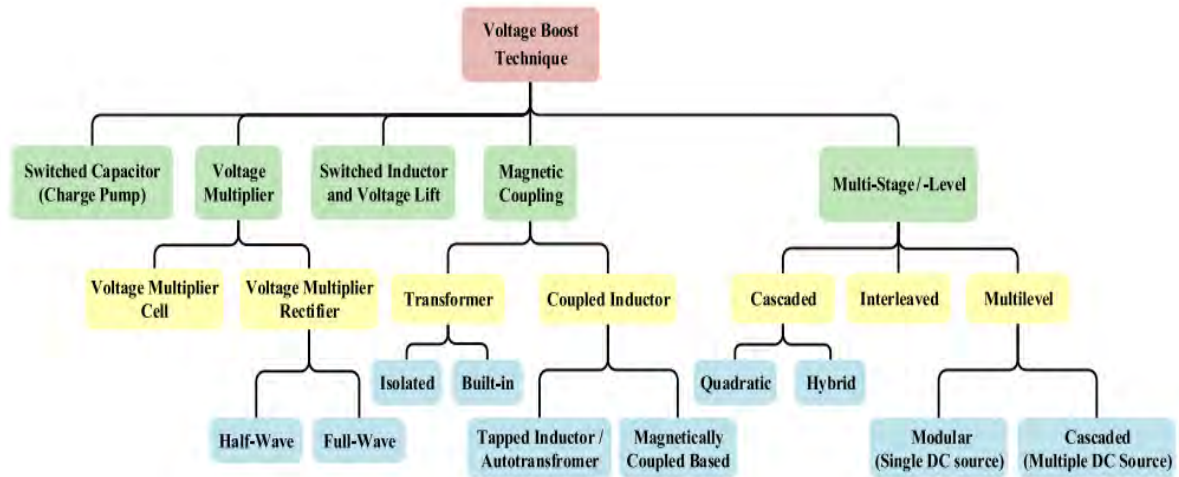 Voltage Boost
Technique
Switched Capacitor
(Charge Pump)
Voltage
Multiplier
Switched Inductor
and Voltage Lift
Magnetic
Coupling
Multi-Stage/-Level
Voltage Multiplier
Cell
Voltage Multiplier
Rectifier
Transformer
Coupled Inductor
Cascaded
Interleaved
Multilevel
Isolated
Built-in
Quadratic
Hybrid
Half-Wave
Full-Wave
Tapped Inductor /
Autotransfromer
Magnetically
Coupled Based
Modular
(Single DC source)
Cascaded
(Multiple DC Source)